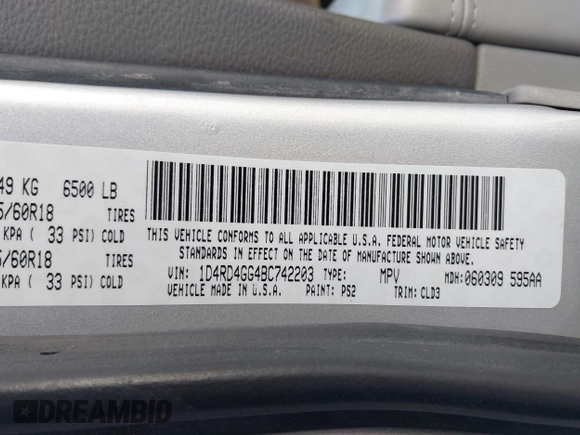 49 KG 6500 LB
5/60R18 TIRES
KPA ( 33 PSI) COLD
5/60R18 TIRES
KPA ( 33 PSI) COLD
THIS VEHICLE CONFORMS TO ALL APPLICABLE U.S.A. FEDERAL MOTOR VEHICLE SAFETY
STANDARDS IN EFFECT ON THE DATE OF MANUFACTURE SHOWN ABOVE.
VIN: 1D4RD4GG4BC742203 TYPE: MPV MDH: 060309 595AA
VEHICLE MADE IN U.S.A. PAINT: PS2 TRIM: CLD3
DREAMBID